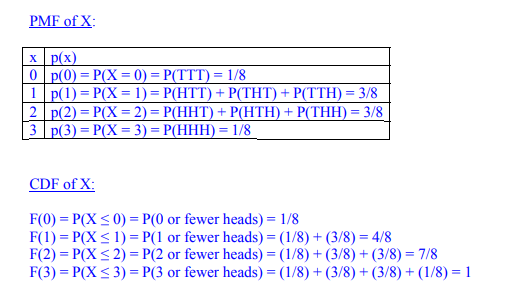 PMF of X:
x p(x)
0 p(0) = P(X = 0) = P(TTT) = 1/8
1 p(1) = P(X = 1) = P(HTT) + P(THT) + P(TTH) = 3/8
2 p(2) = P(X = 2) = P(HHT) + P(HTH) + P(THH) = 3/8
3 p(3) = P(X = 3) = P(HHH) = 1/8
CDF of X:
F(0) = P(X ≤ 0) = P(0 or fewer heads) = 1/8
F(1) = P(X ≤ 1) = P(1 or fewer heads) = (1/8) + (3/8) = 4/8
F(2) = P(X ≤ 2) = P(2 or fewer heads) = (1/8) + (3/8) + (3/8) = 7/8
F(3) = P(X ≤ 3) = P(3 or fewer heads) = (1/8) + (3/8) + (3/8) + (1/8) = 1